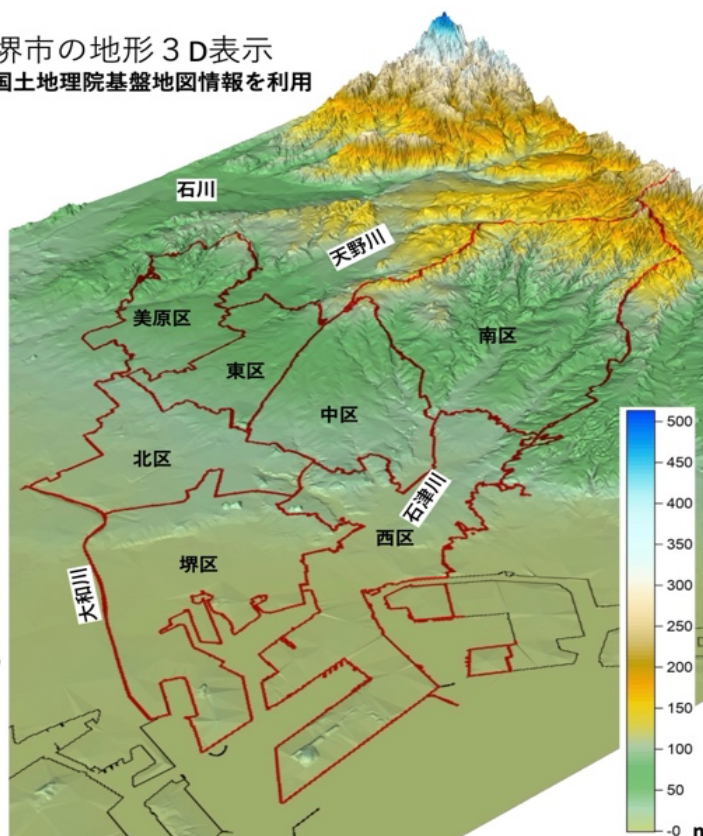 堺市の地形３D表示
国土地理院基盤地図情報を利用
石川
天野川
美原区
南区
東区
中区
北区
石津川
西区
堺区
大和川
500
450
400
350
300
250
200
150
100
50
-0 m